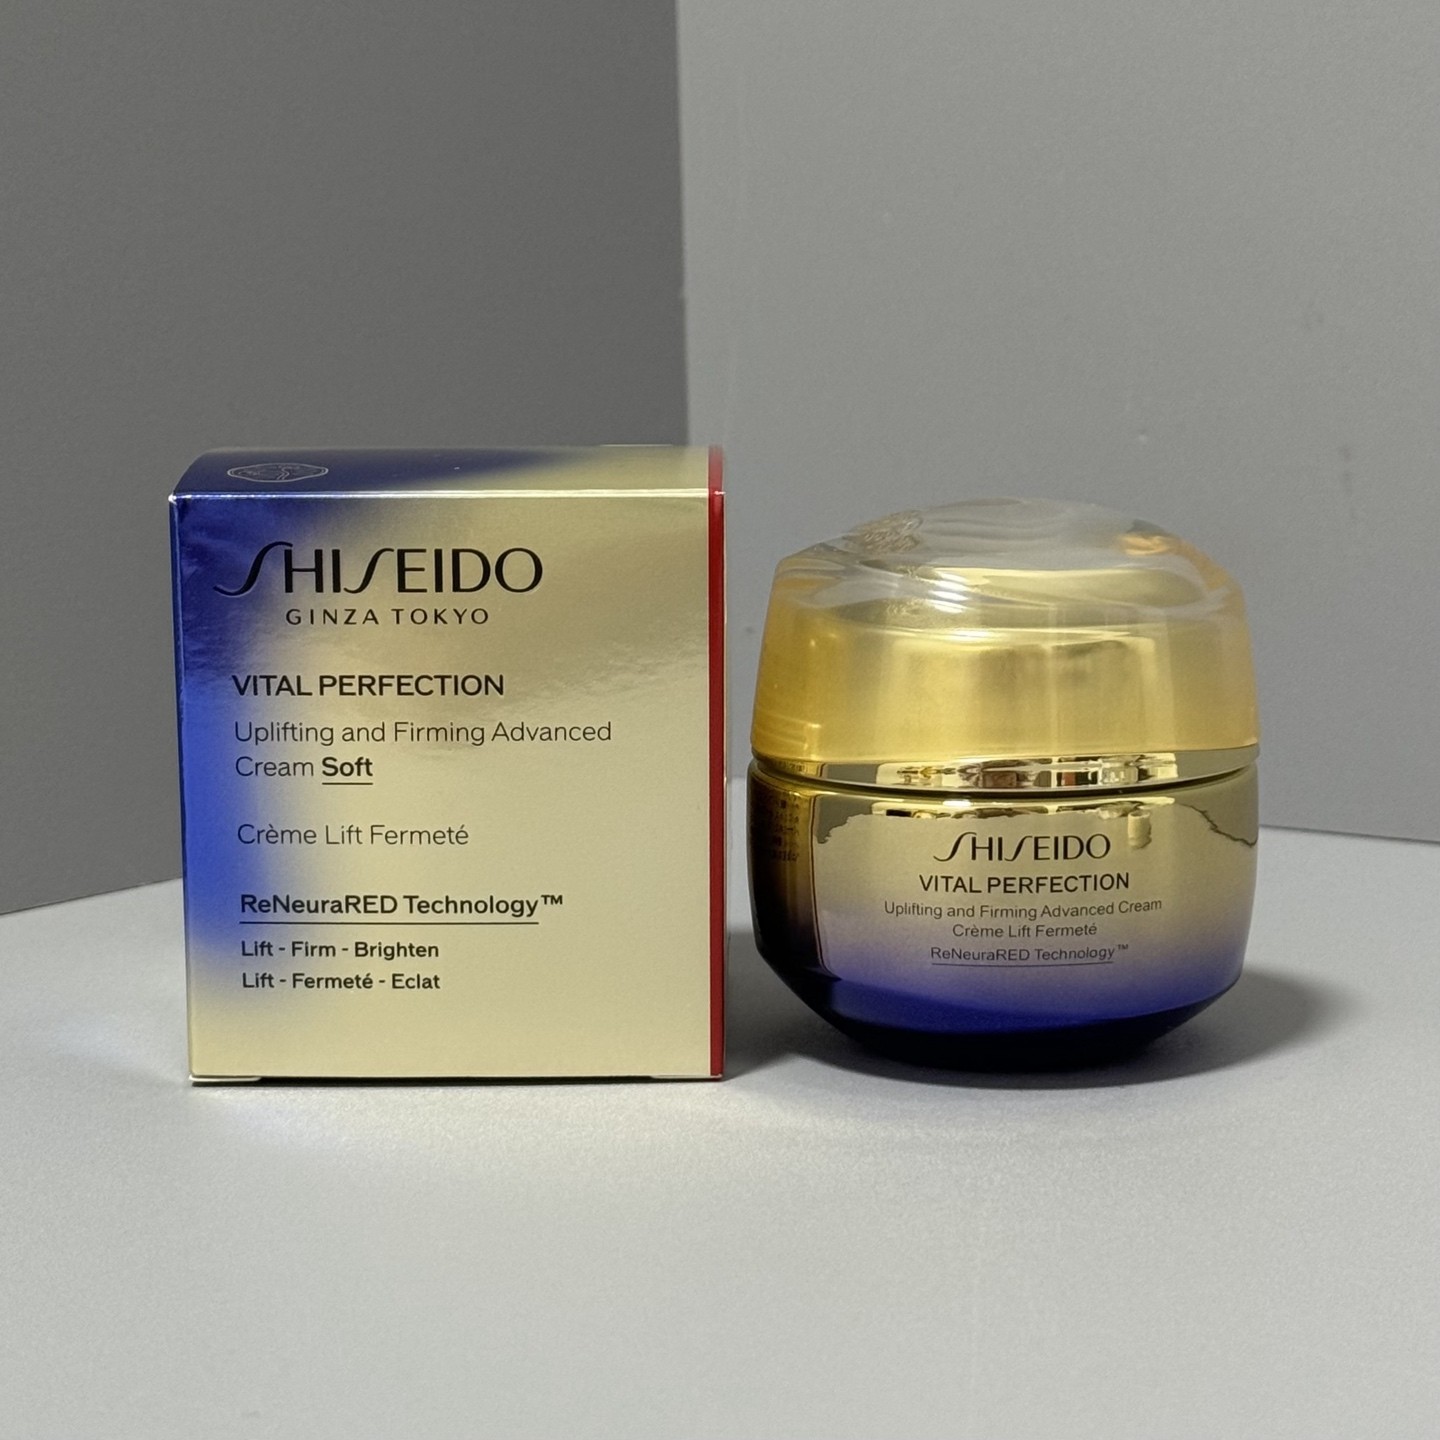 SHISEIDO
GINZA TOKYO
VITAL PERFECTION
Uplifting and Firming Advanced
Cream Soft
Crème Lift Fermeté
ReNeuraRED Technology™
Lift - Firm - Brighten
Lift - Fermeté - Eclat
SHISEIDO
VITAL PERFECTION
Uplifting and Firming Advanced Cream
Crème Lift Fermeté
ReNeuraRED Technology™